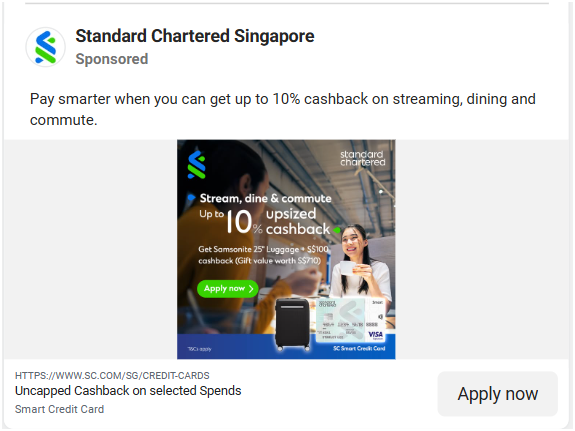 Standard Chartered Singapore
Sponsored
Pay smarter when you can get up to 10% cashback on streaming, dining and
commute.
standard
chartered
Stream, dine & commute
Up to 10% upsized
cashback
Get Samsonite 25" Luggage + S$100
cashback (Gift value worth S$710)
Apply now
Smart
VISA
T&Cs apply
SC Smart Credit Card
HTTPS://WWW.SC.COM/SG/CREDIT-CARDS
Uncapped Cashback on selected Spends
Smart Credit Card
Apply now